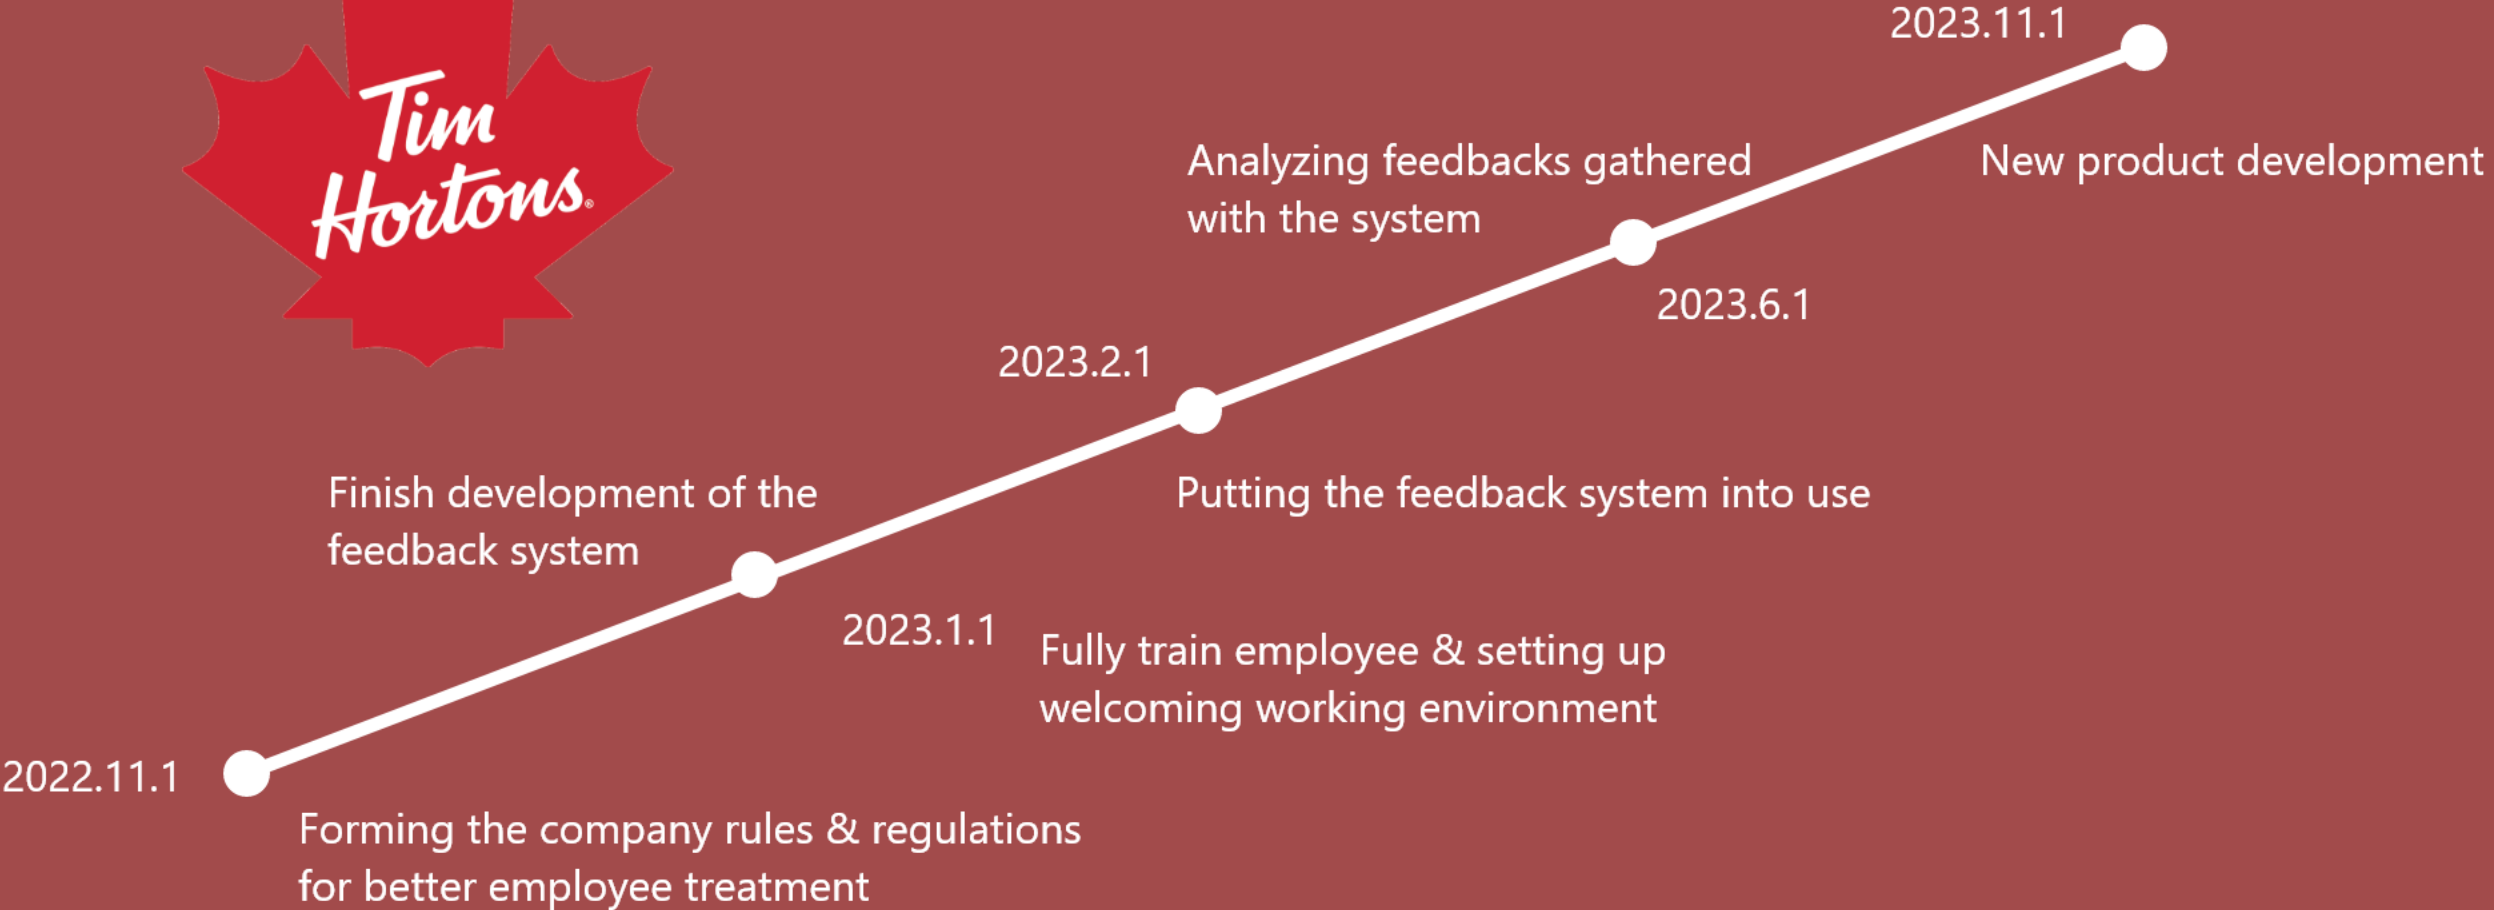 Tim
Hortons®
2023.11.1
New product development
Analyzing feedbacks gathered
with the system
2023.6.1
2023.2.1
Putting the feedback system into use
Finish development of the
feedback system
2023.1.1
Fully train employee & setting up
welcoming working environment
2022.11.1
Forming the company rules & regulations
for better employee treatment